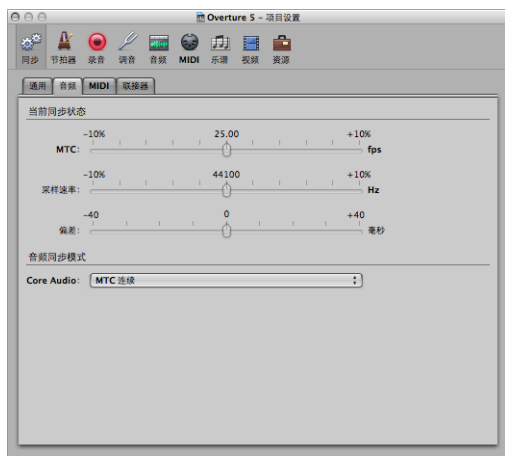 Overture 5 – 项目设置
同步 节拍器 录音 调音 音频 MIDI 乐谱 视频 资源
通用 音频 MIDI 联接器
当前同步状态
-10% 25.00 +10%
MTC: fps
-10% 44100 +10%
采样速率: Hz
-40 0 +40
偏差: 毫秒
音频同步模式
Core Audio: MTC 连续